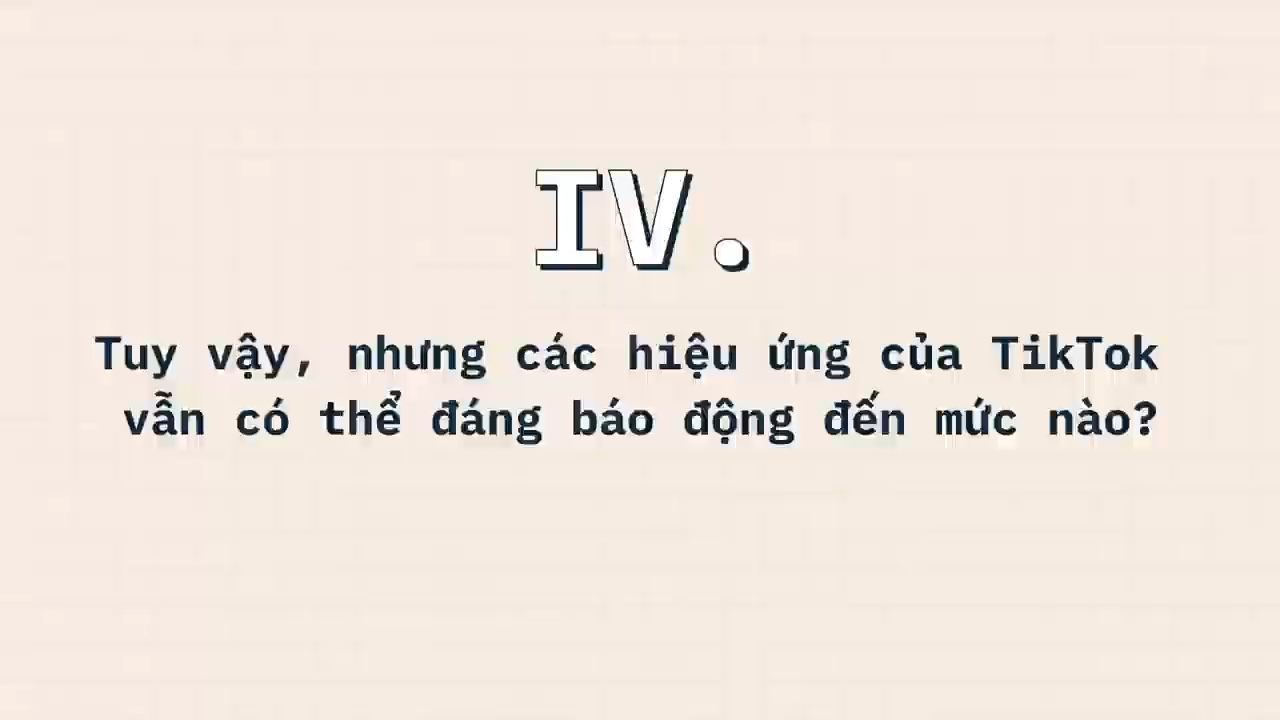 IV.
Tuy vậy, nhưng các hiệu ứng của TikTok
vẫn có thể đáng báo động đến mức nào?